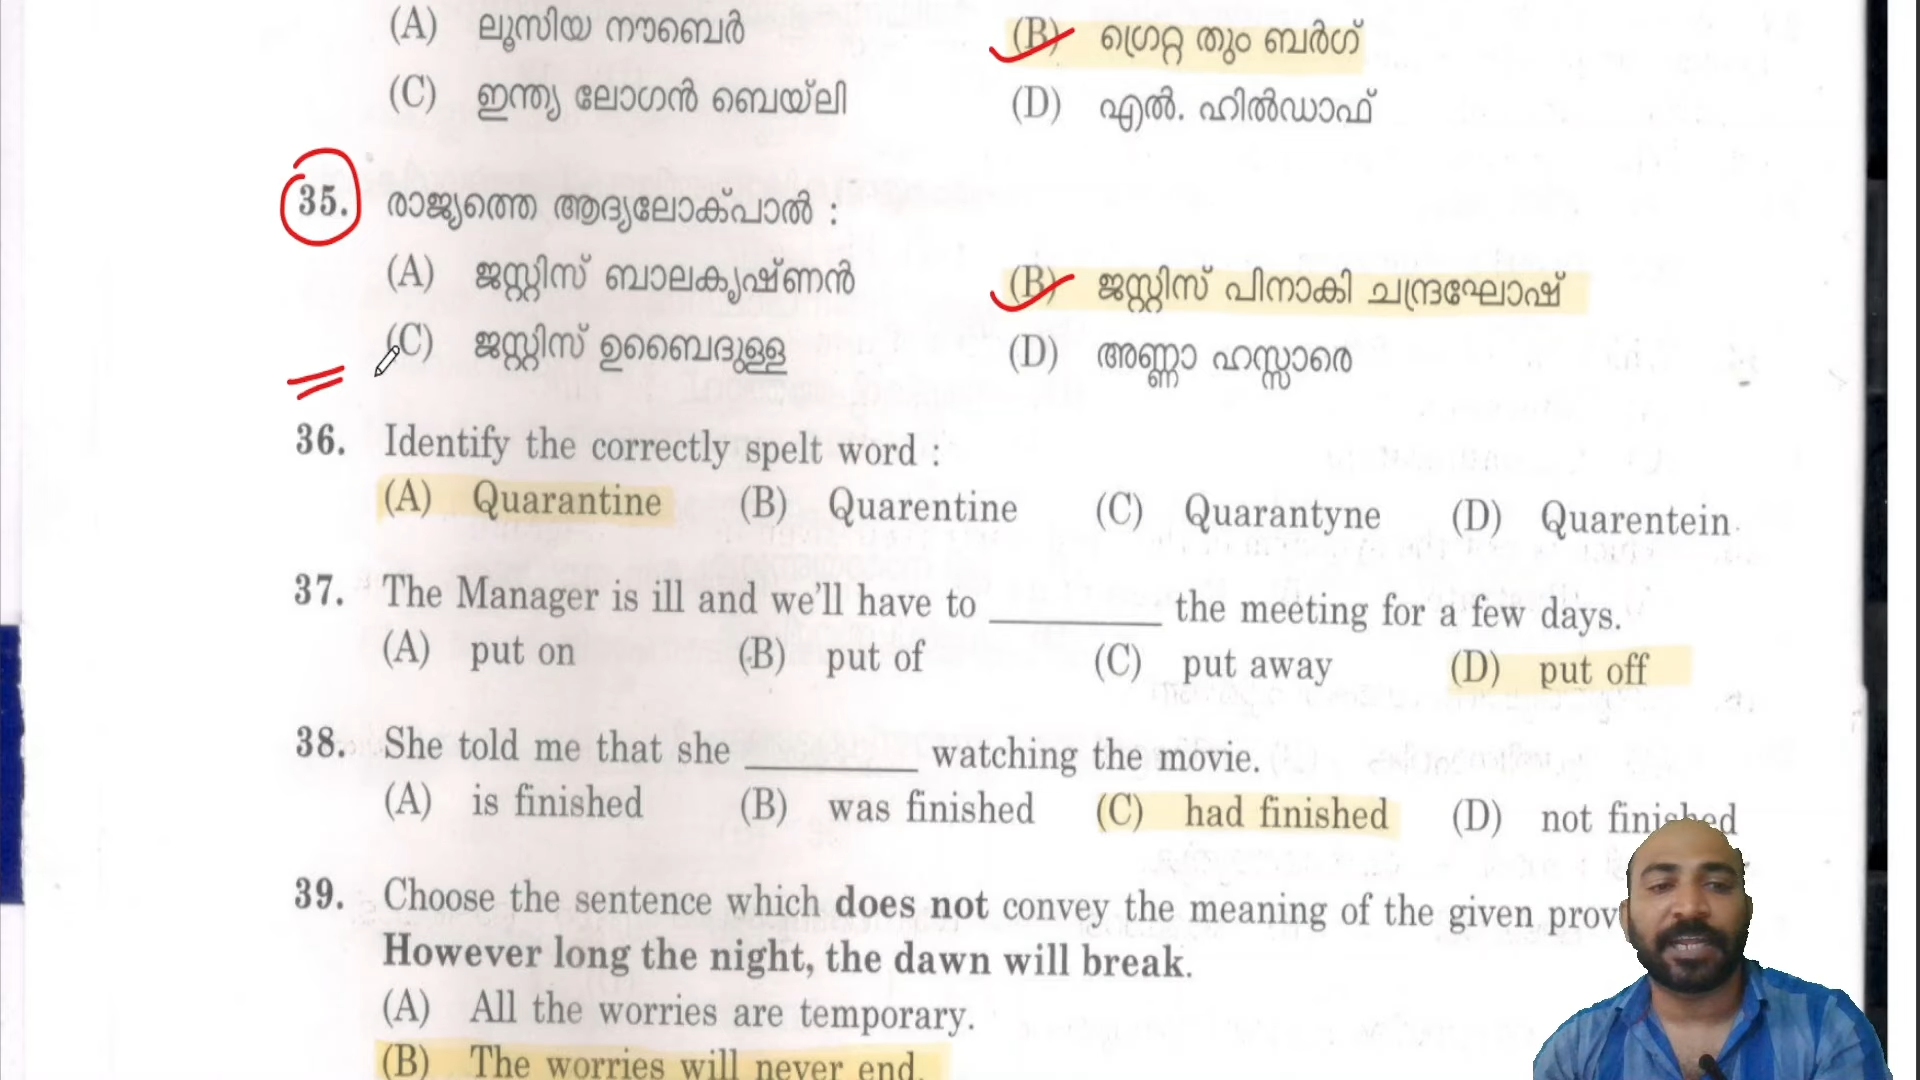 (A) ലൂസിയ നൗബെർ (B) ഗ്രെറ്റ തും ബർഗ്
(C) ഇന്ത്യ ലോഗൻ ബെയ്ലി (D) എൽ. ഹിൽഡാഫ്
35. രാജ്യത്തെ ആദ്യലോക്പാൽ :
(A) ജസ്റ്റിസ് ബാലകൃഷ്ണൻ (B) ജസ്റ്റിസ് പിനാകി ചന്ദ്രഘോഷ്
(C) ജസ്റ്റിസ് ഉബൈദുള്ള (D) അണ്ണാ ഹസ്സാരെ
36. Identify the correctly spelt word :
(A) Quarantine (B) Quarentine (C) Quarantyne (D) Quarentein
37. The Manager is ill and we'll have to __________ the meeting for a few days.
(A) put on (B) put of (C) put away (D) put off
38. She told me that she __________ watching the movie.
(A) is finished (B) was finished (C) had finished (D) not finished
39. Choose the sentence which does not convey the meaning of the given prov
However long the night, the dawn will break.
(A) All the worries are temporary.
(B) The worries will never end.